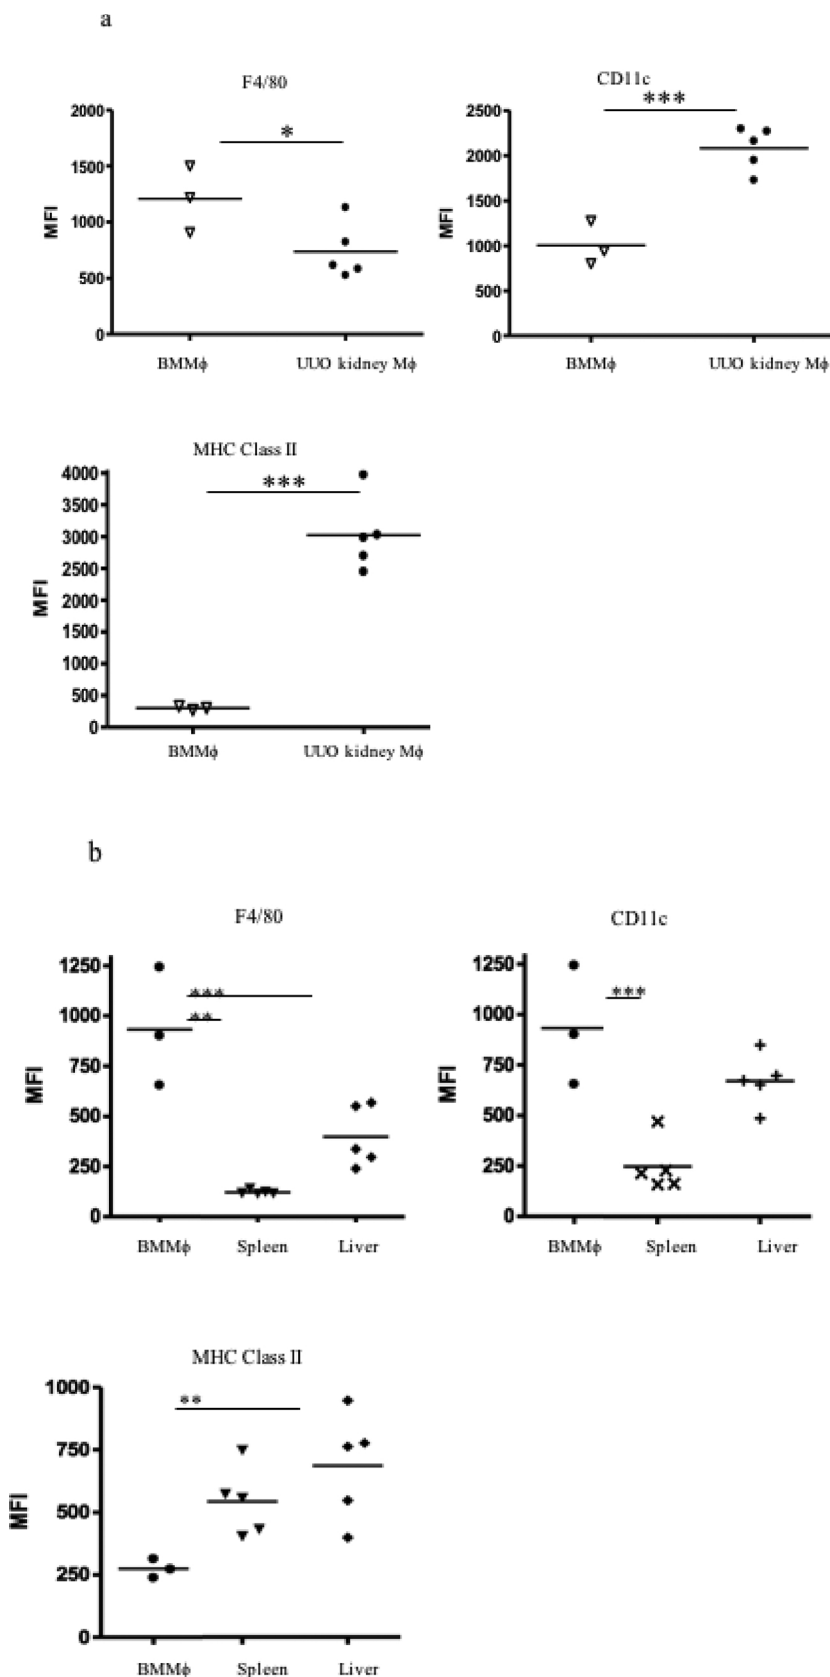 a
F4/80
2000
1500
1000
500
0
MFI
*
BMMϕ
UUO kidney Mϕ
CD11c
2500
2000
1500
1000
500
0
MFI
***
BMMϕ
UUO kidney Mϕ
MHC Class II
4000
3500
3000
2500
2000
1500
1000
500
0
MFI
***
BMMϕ
UUO kidney Mϕ
b
F4/80
1250
1000
750
500
250
0
MFI
***
**
BMMϕ
Spleen
Liver
CD11c
1250
1000
750
500
250
0
MFI
***
BMMϕ
Spleen
Liver
MHC Class II
1000
750
500
250
0
MFI
**
BMMϕ
Spleen
Liver